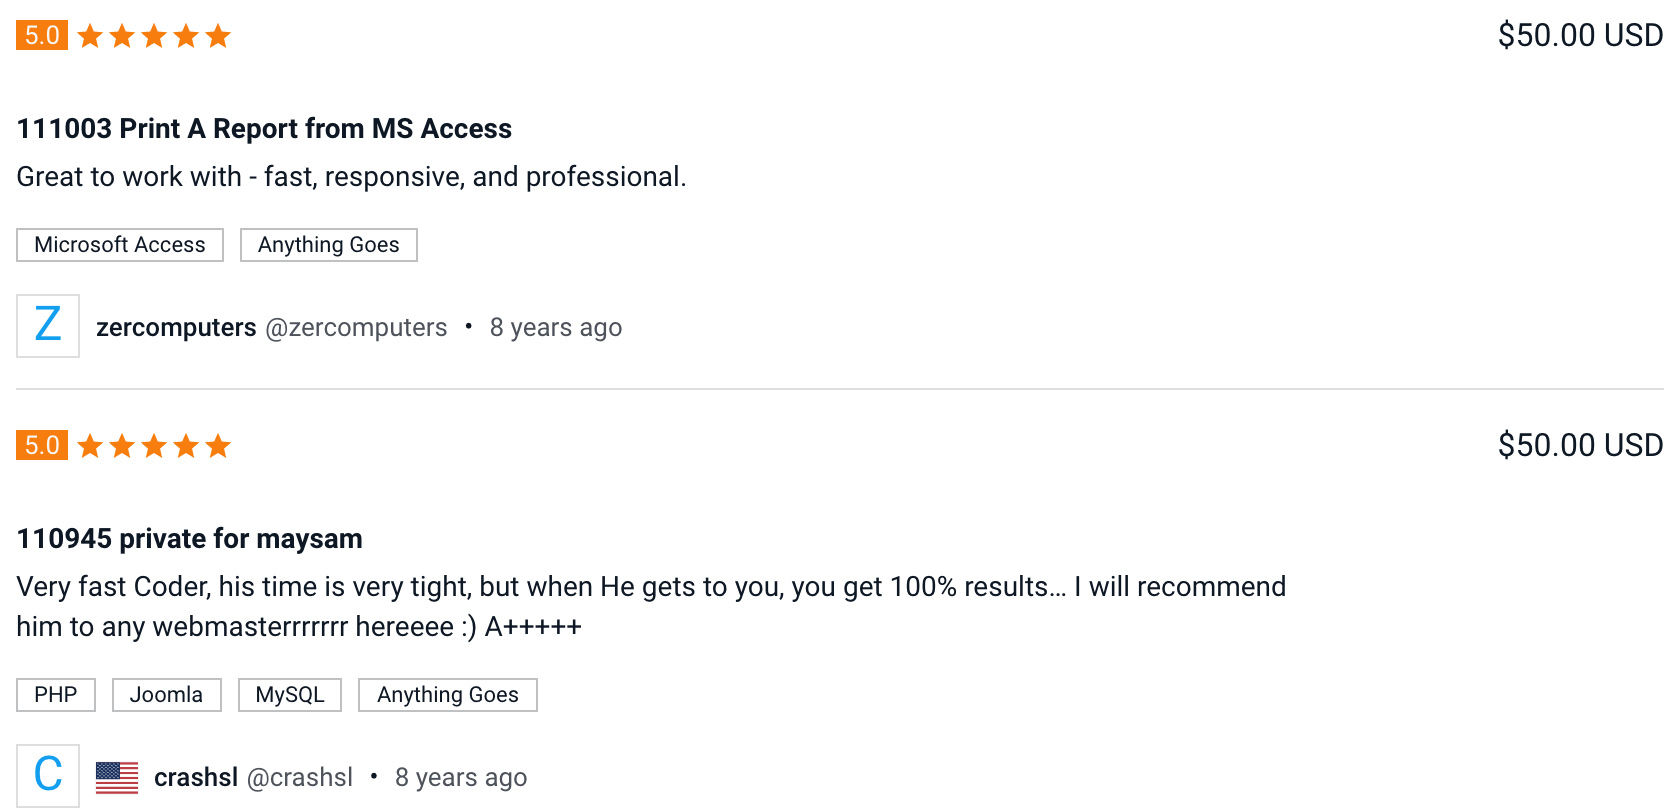 5.0 $50.00 USD
111003 Print A Report from MS Access
Great to work with - fast, responsive, and professional.
Microsoft Access Anything Goes
Z zercomputers @zercomputers • 8 years ago
5.0 $50.00 USD
110945 private for maysam
Very fast Coder, his time is very tight, but when He gets to you, you get 100% results... I will recommend
him to any webmasterrrrrrr hereeee :) A+++++
PHP Joomla MySQL Anything Goes
C crashsl @crashsl • 8 years ago